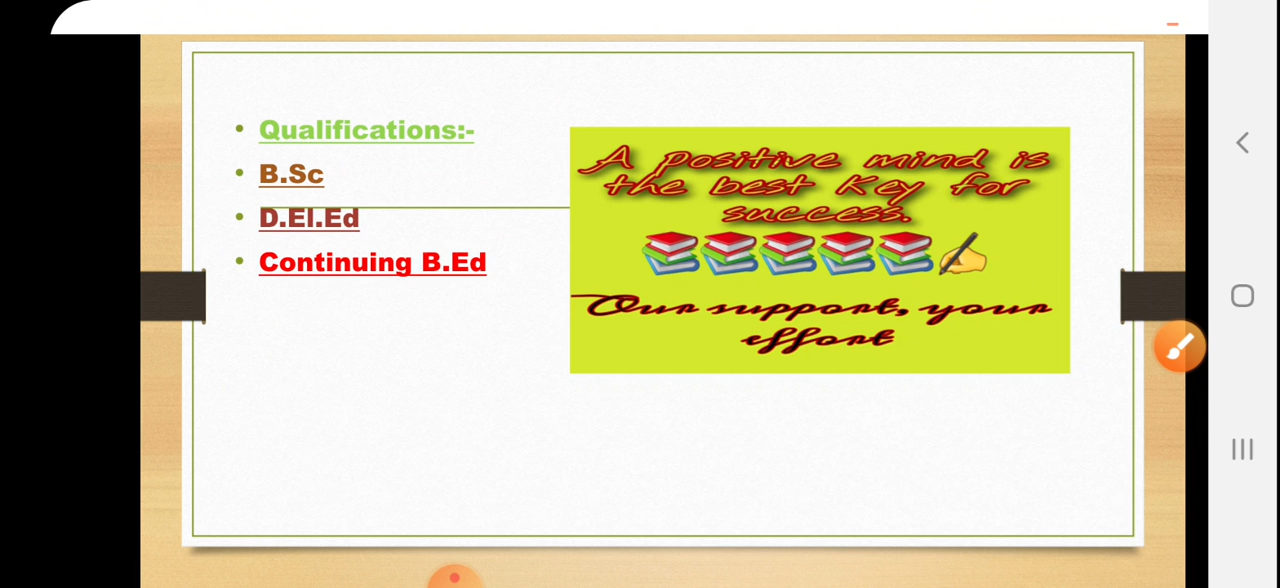 Qualifications:-
B.Sc
D.El.Ed
Continuing B.Ed
A positive mind is
the best Key for
success.
Our support, your
effort